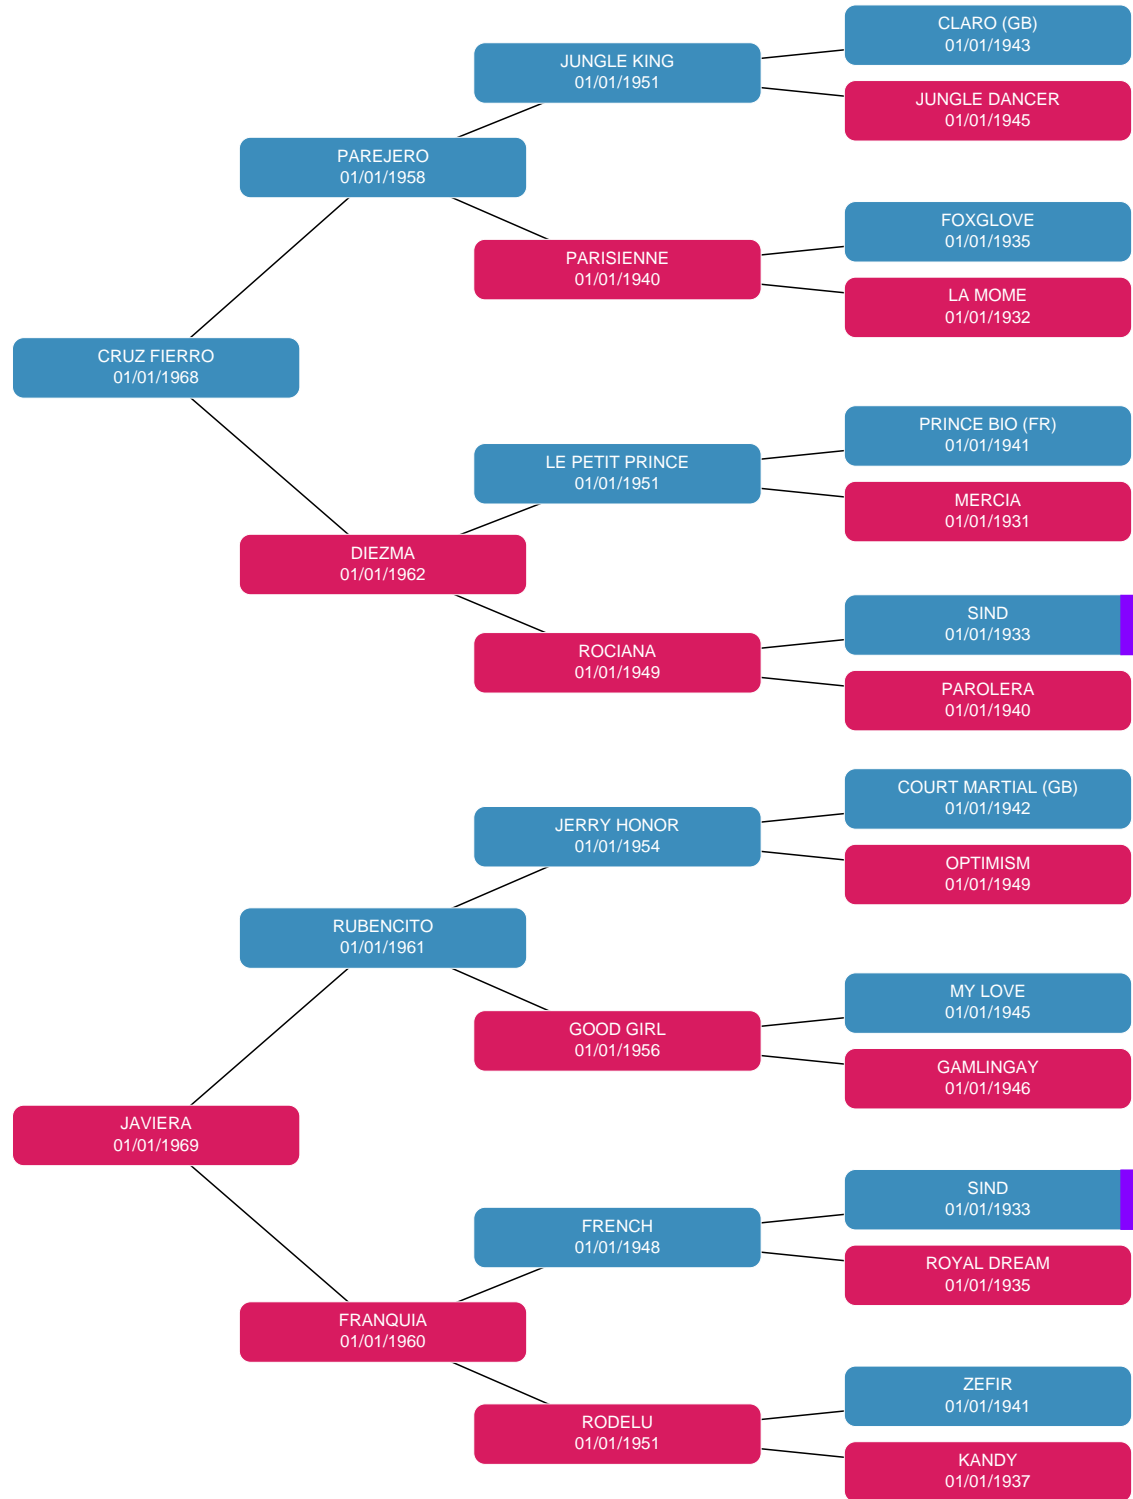 CLARO (GB)
01/01/1943
JUNGLE KING
01/01/1951
JUNGLE DANCER
01/01/1945
PAREJERO
01/01/1958
FOXGLOVE
01/01/1935
PARISIENNE
01/01/1940
LA MOME
01/01/1932
CRUZ FIERRO
01/01/1968
PRINCE BIO (FR)
01/01/1941
LE PETIT PRINCE
01/01/1951
MERCIA
01/01/1931
DIEZMA
01/01/1962
SIND
01/01/1933
ROCIANA
01/01/1949
PAROLERA
01/01/1940
COURT MARTIAL (GB)
01/01/1942
JERRY HONOR
01/01/1954
OPTIMISM
01/01/1949
RUBENCITO
01/01/1961
MY LOVE
01/01/1945
GOOD GIRL
01/01/1956
GAMLINGAY
01/01/1946
JAVIERA
01/01/1969
SIND
01/01/1933
FRENCH
01/01/1948
ROYAL DREAM
01/01/1935
FRANQUIA
01/01/1960
ZEFIR
01/01/1941
RODELU
01/01/1951
KANDY
01/01/1937